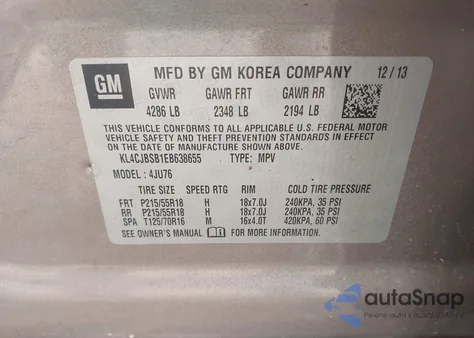 GM MFD BY GM KOREA COMPANY 12/13
GVWR GAWR FRT GAWR RR
4286 LB 2348 LB 2194 LB
THIS VEHICLE CONFORMS TO ALL APPLICABLE U.S. FEDERAL MOTOR
VEHICLE SAFETY, BUMPER, AND THEFT PREVENTION STANDARDS IN
EFFECT ON THE DATE OF MANUFACTURE SHOWN ABOVE.
KL4CJBSB1EB638655 TYPE: MPV
MODEL: 4JU76
TIRE SIZE SPEED RTG RIM COLD TIRE PRESSURE
FRT P215/55R18 H 18x7.0J 240KPA, 35 PSI
RR P215/55R18 H 18x7.0J 240KPA, 35 PSI
SPA T125/70R16 M 16x4.0T 420KPA, 60 PSI
SEE OWNER'S MANUAL FOR MORE INFORMATION.
autoSnap